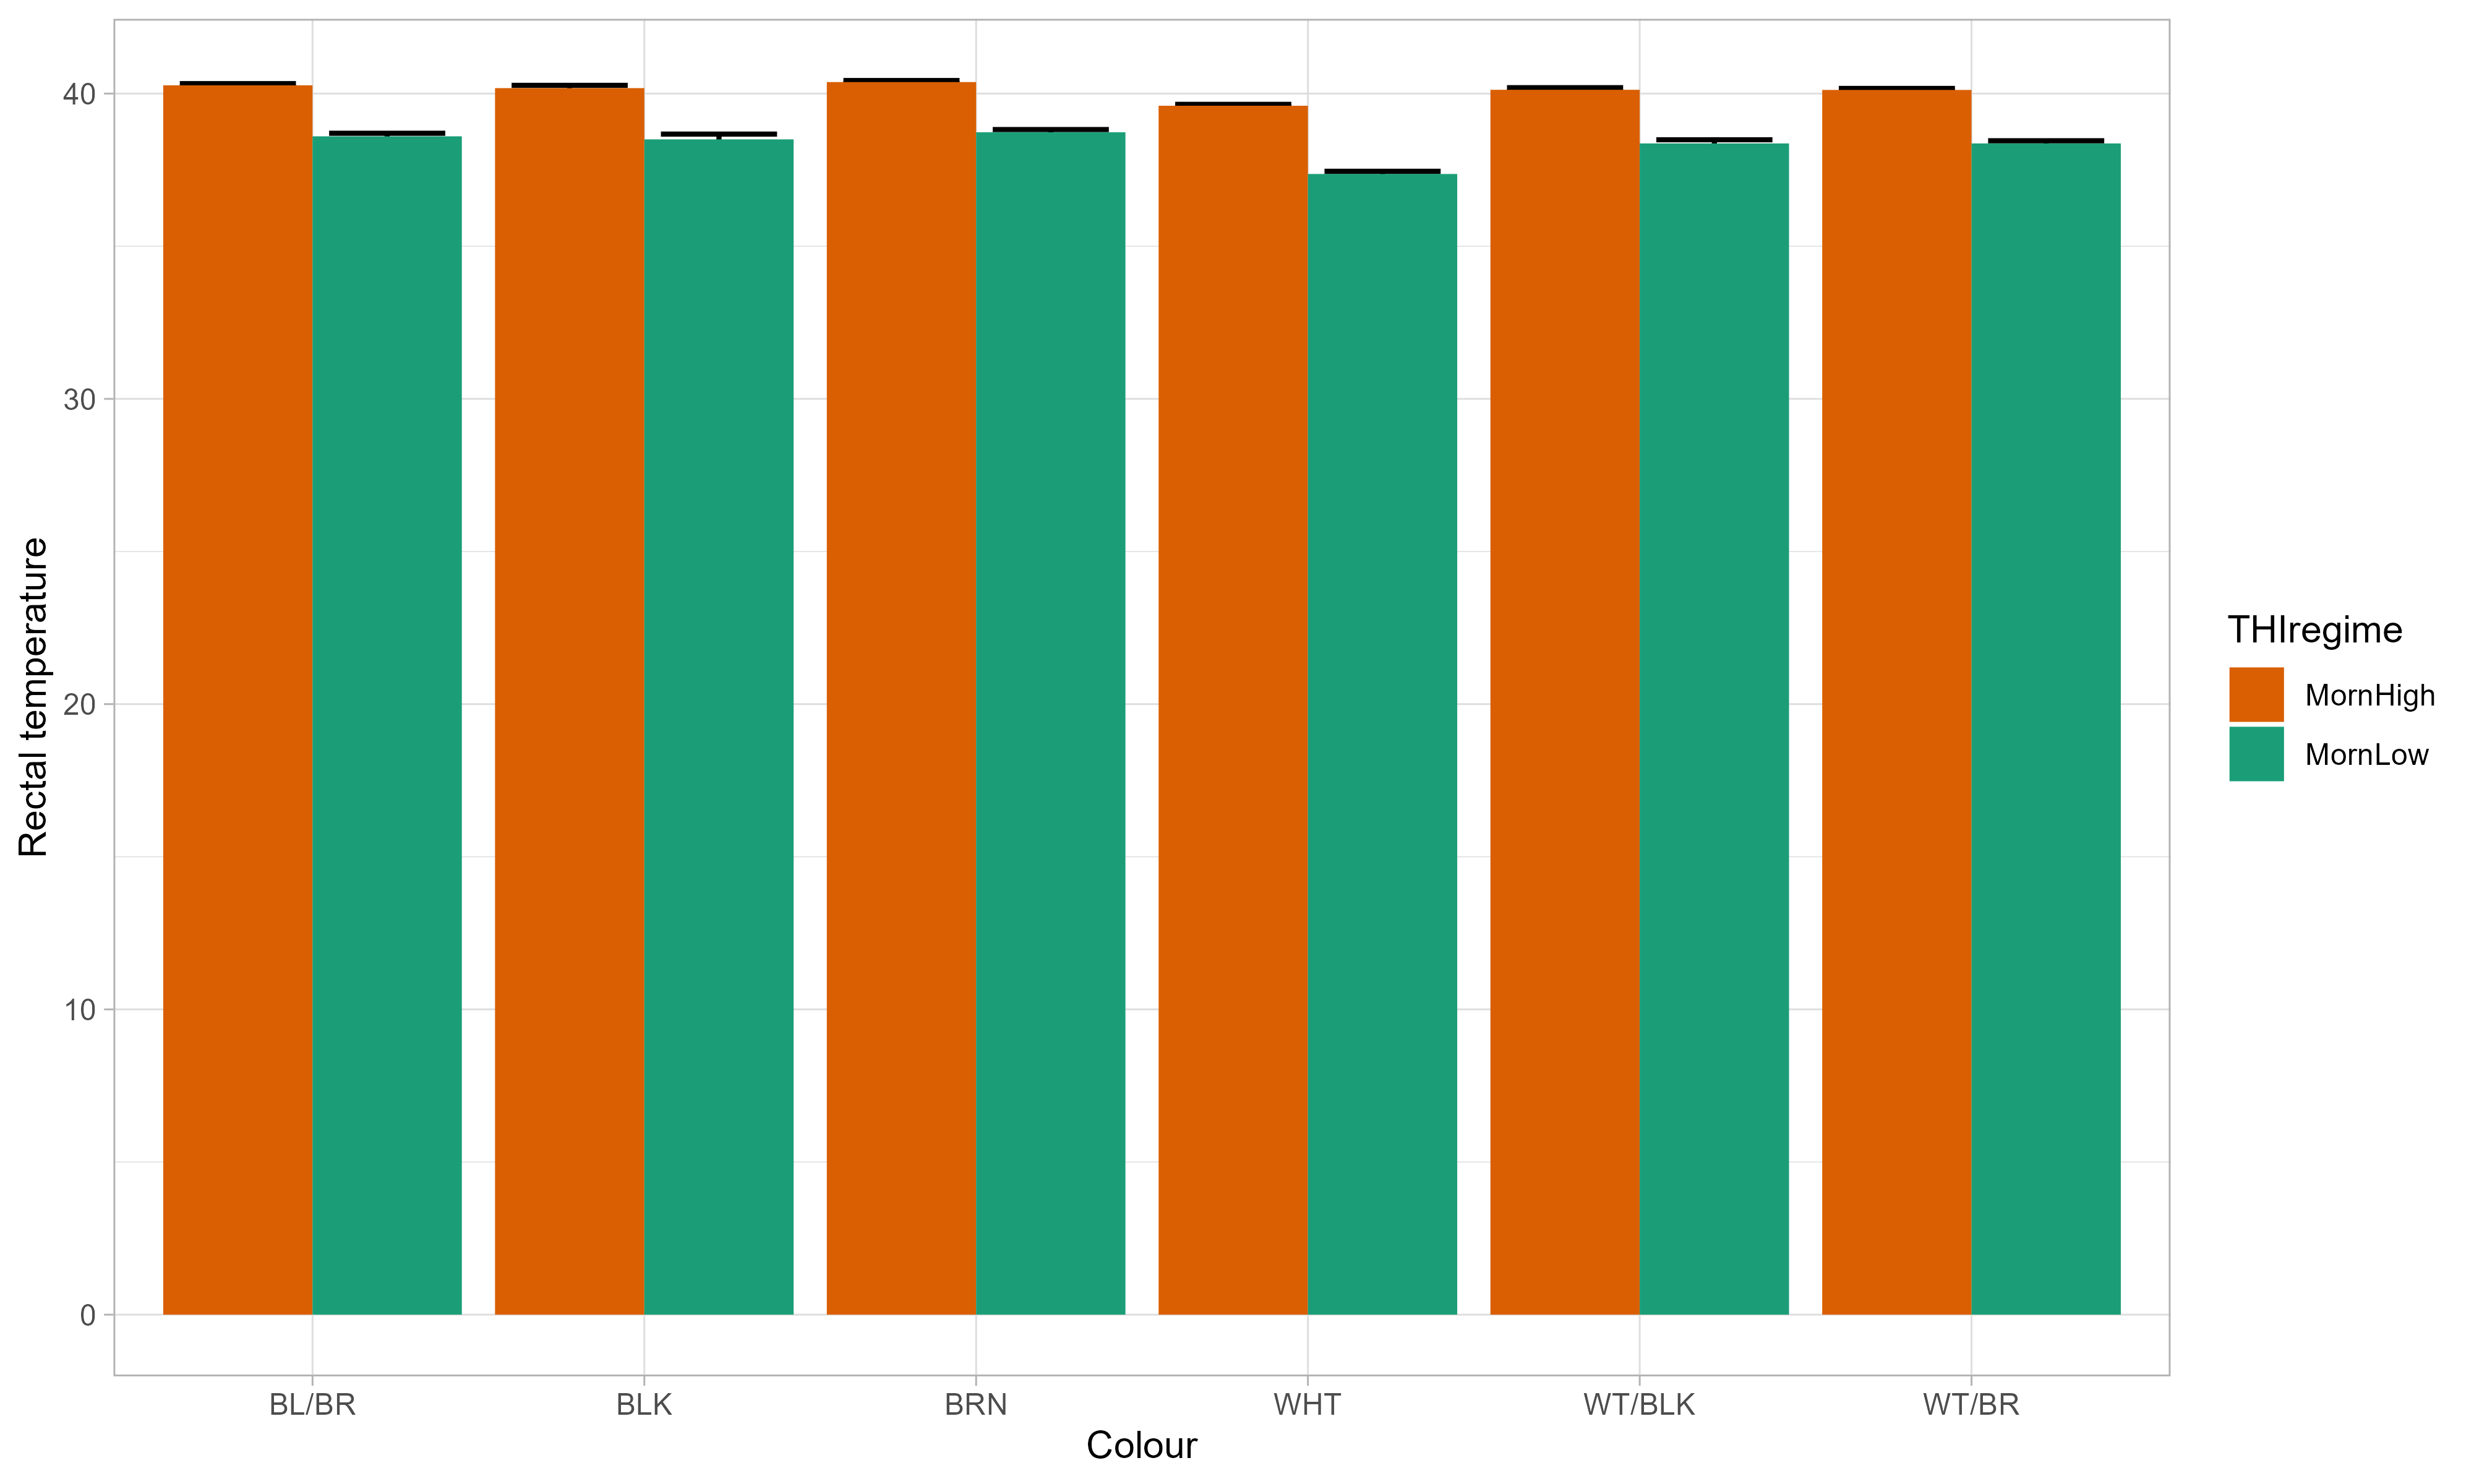 40
30
20
10
0
Rectal temperature
BL/BR
BLK
BRN
WHT
WT/BLK
WT/BR
Colour
THIregime
MornHigh
MornLow